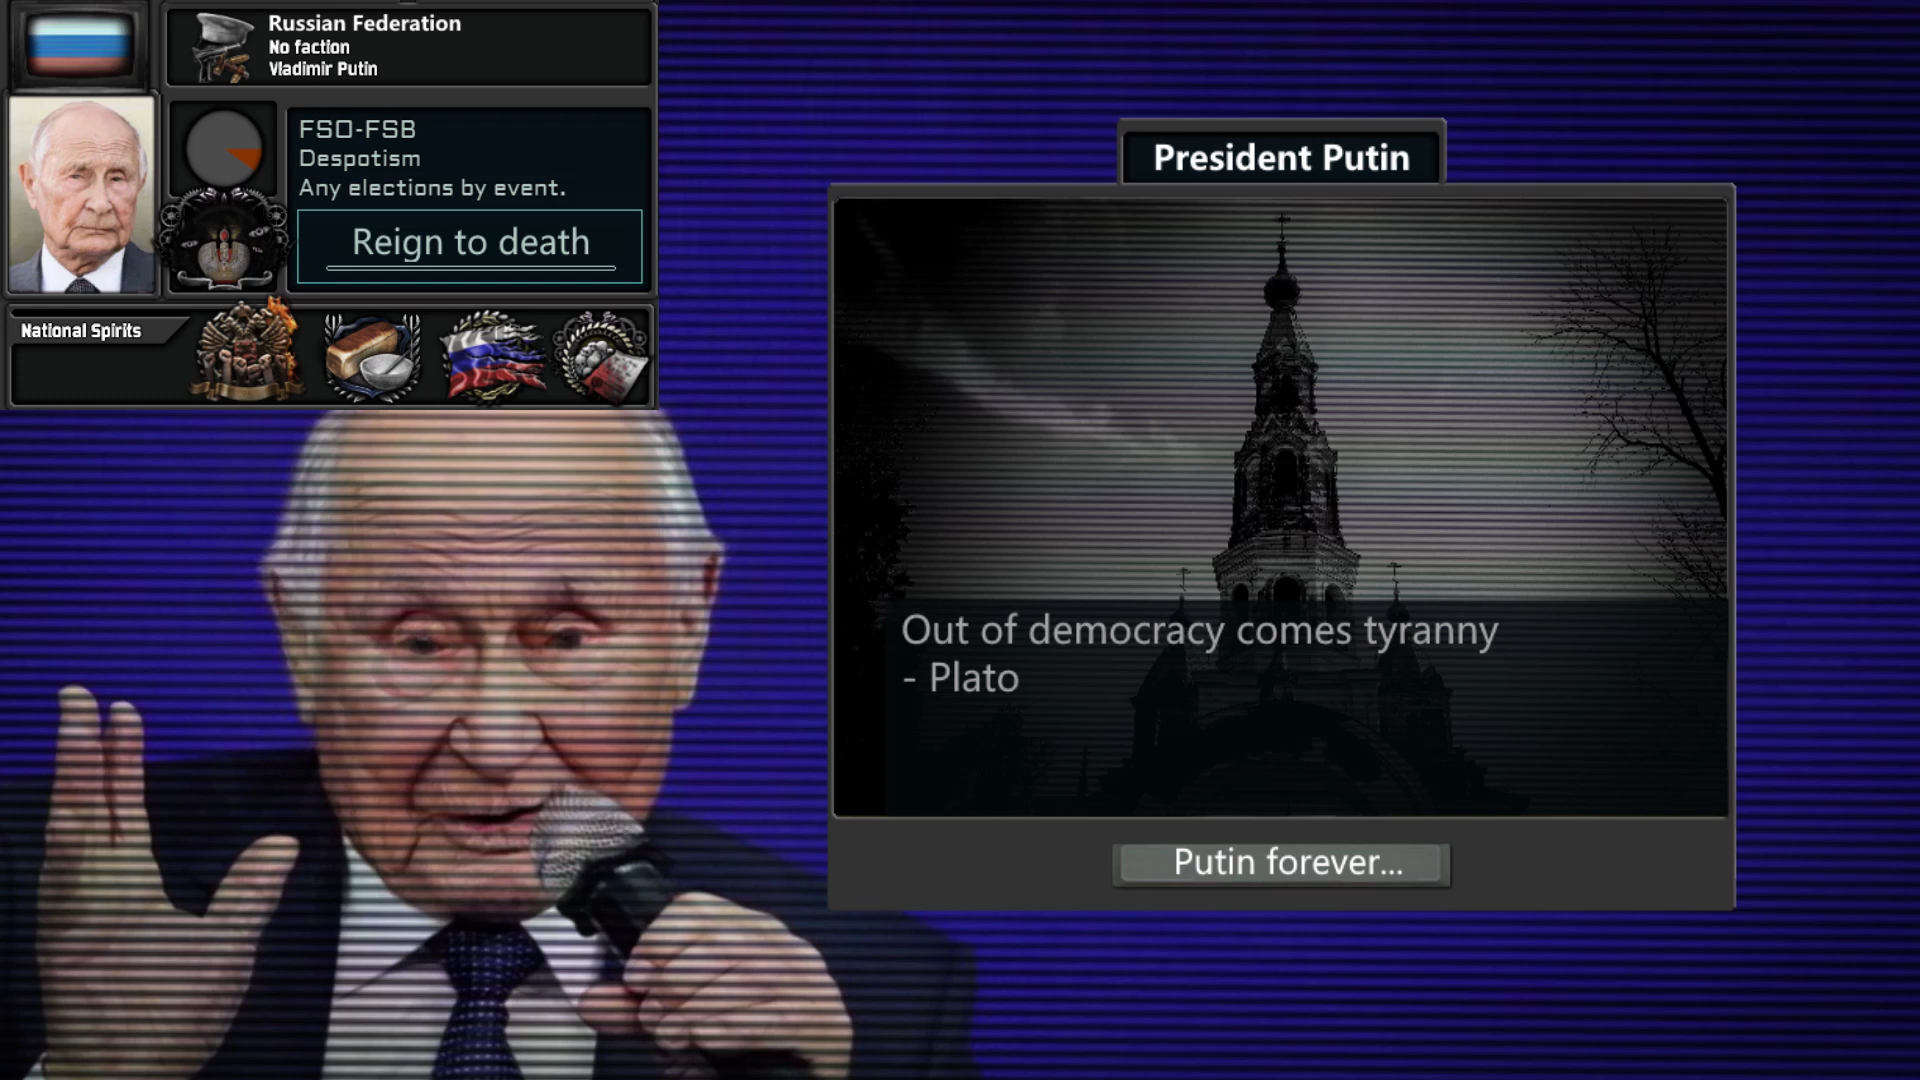 Russian Federation
No faction
Vladimir Putin
FSO-FSB
Despotism
Any elections by event.
Reign to death
National Spirits
President Putin
Out of democracy comes tyranny
- Plato
Putin forever...